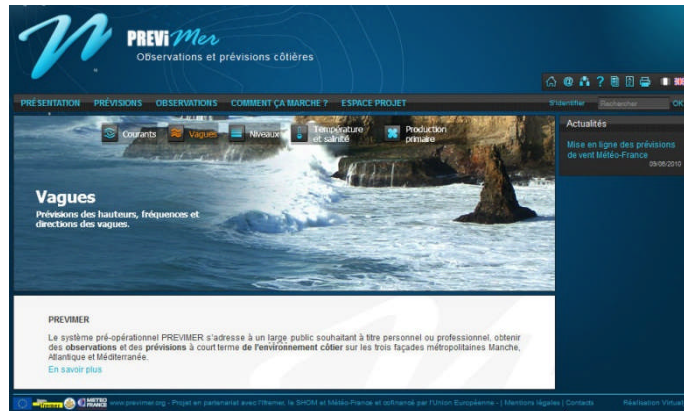 PREVi Mer
Observations et prévisions côtières
PRÉSENTATION PRÉVISIONS OBSERVATIONS COMMENT ÇA MARCHE ? ESPACE PROJET
S'identifier Rechercher OK
Courants Vagues Niveaux Température et salinité Production primaire
Actualités
Mise en ligne des prévisions
de vent Météo-France
09/06/2010
Vagues
Prévisions des hauteurs, fréquences et
directions des vagues.
PREVIMER
Le système pré-opérationnel PREVIMER s'adresse à un large public souhaitant à titre personnel ou professionnel, obtenir
des observations et des prévisions à court terme de l'environnement côtier sur les trois façades métropolitaines Manche,
Atlantique et Méditerranée.
En savoir plus
Ifremer METEO FRANCE www.previmer.org - Projet en partenariat avec l'Ifremer, le SHOM et Météo-France et cofinancé par l'Union Européenne - | Mentions légales | Contacts Réalisation Virtuel